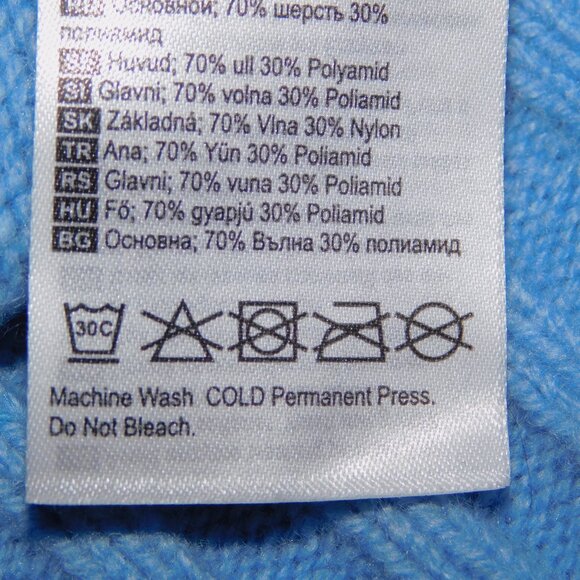 Основной; 70% шерсть 30%
полиамид
SE Huvud; 70% ull 30% Polyamid
SI Glavni; 70% volna 30% Poliamid
SK Základná; 70% Vlna 30% Nylon
TR Ana; 70% Yün 30% Poliamid
RS Glavni; 70% vuna 30% Poliamid
HU Fő; 70% gyapjú 30% Poliamid
BG Основна; 70% Вълна 30% полиамид
30C
Machine Wash COLD Permanent Press.
Do Not Bleach.